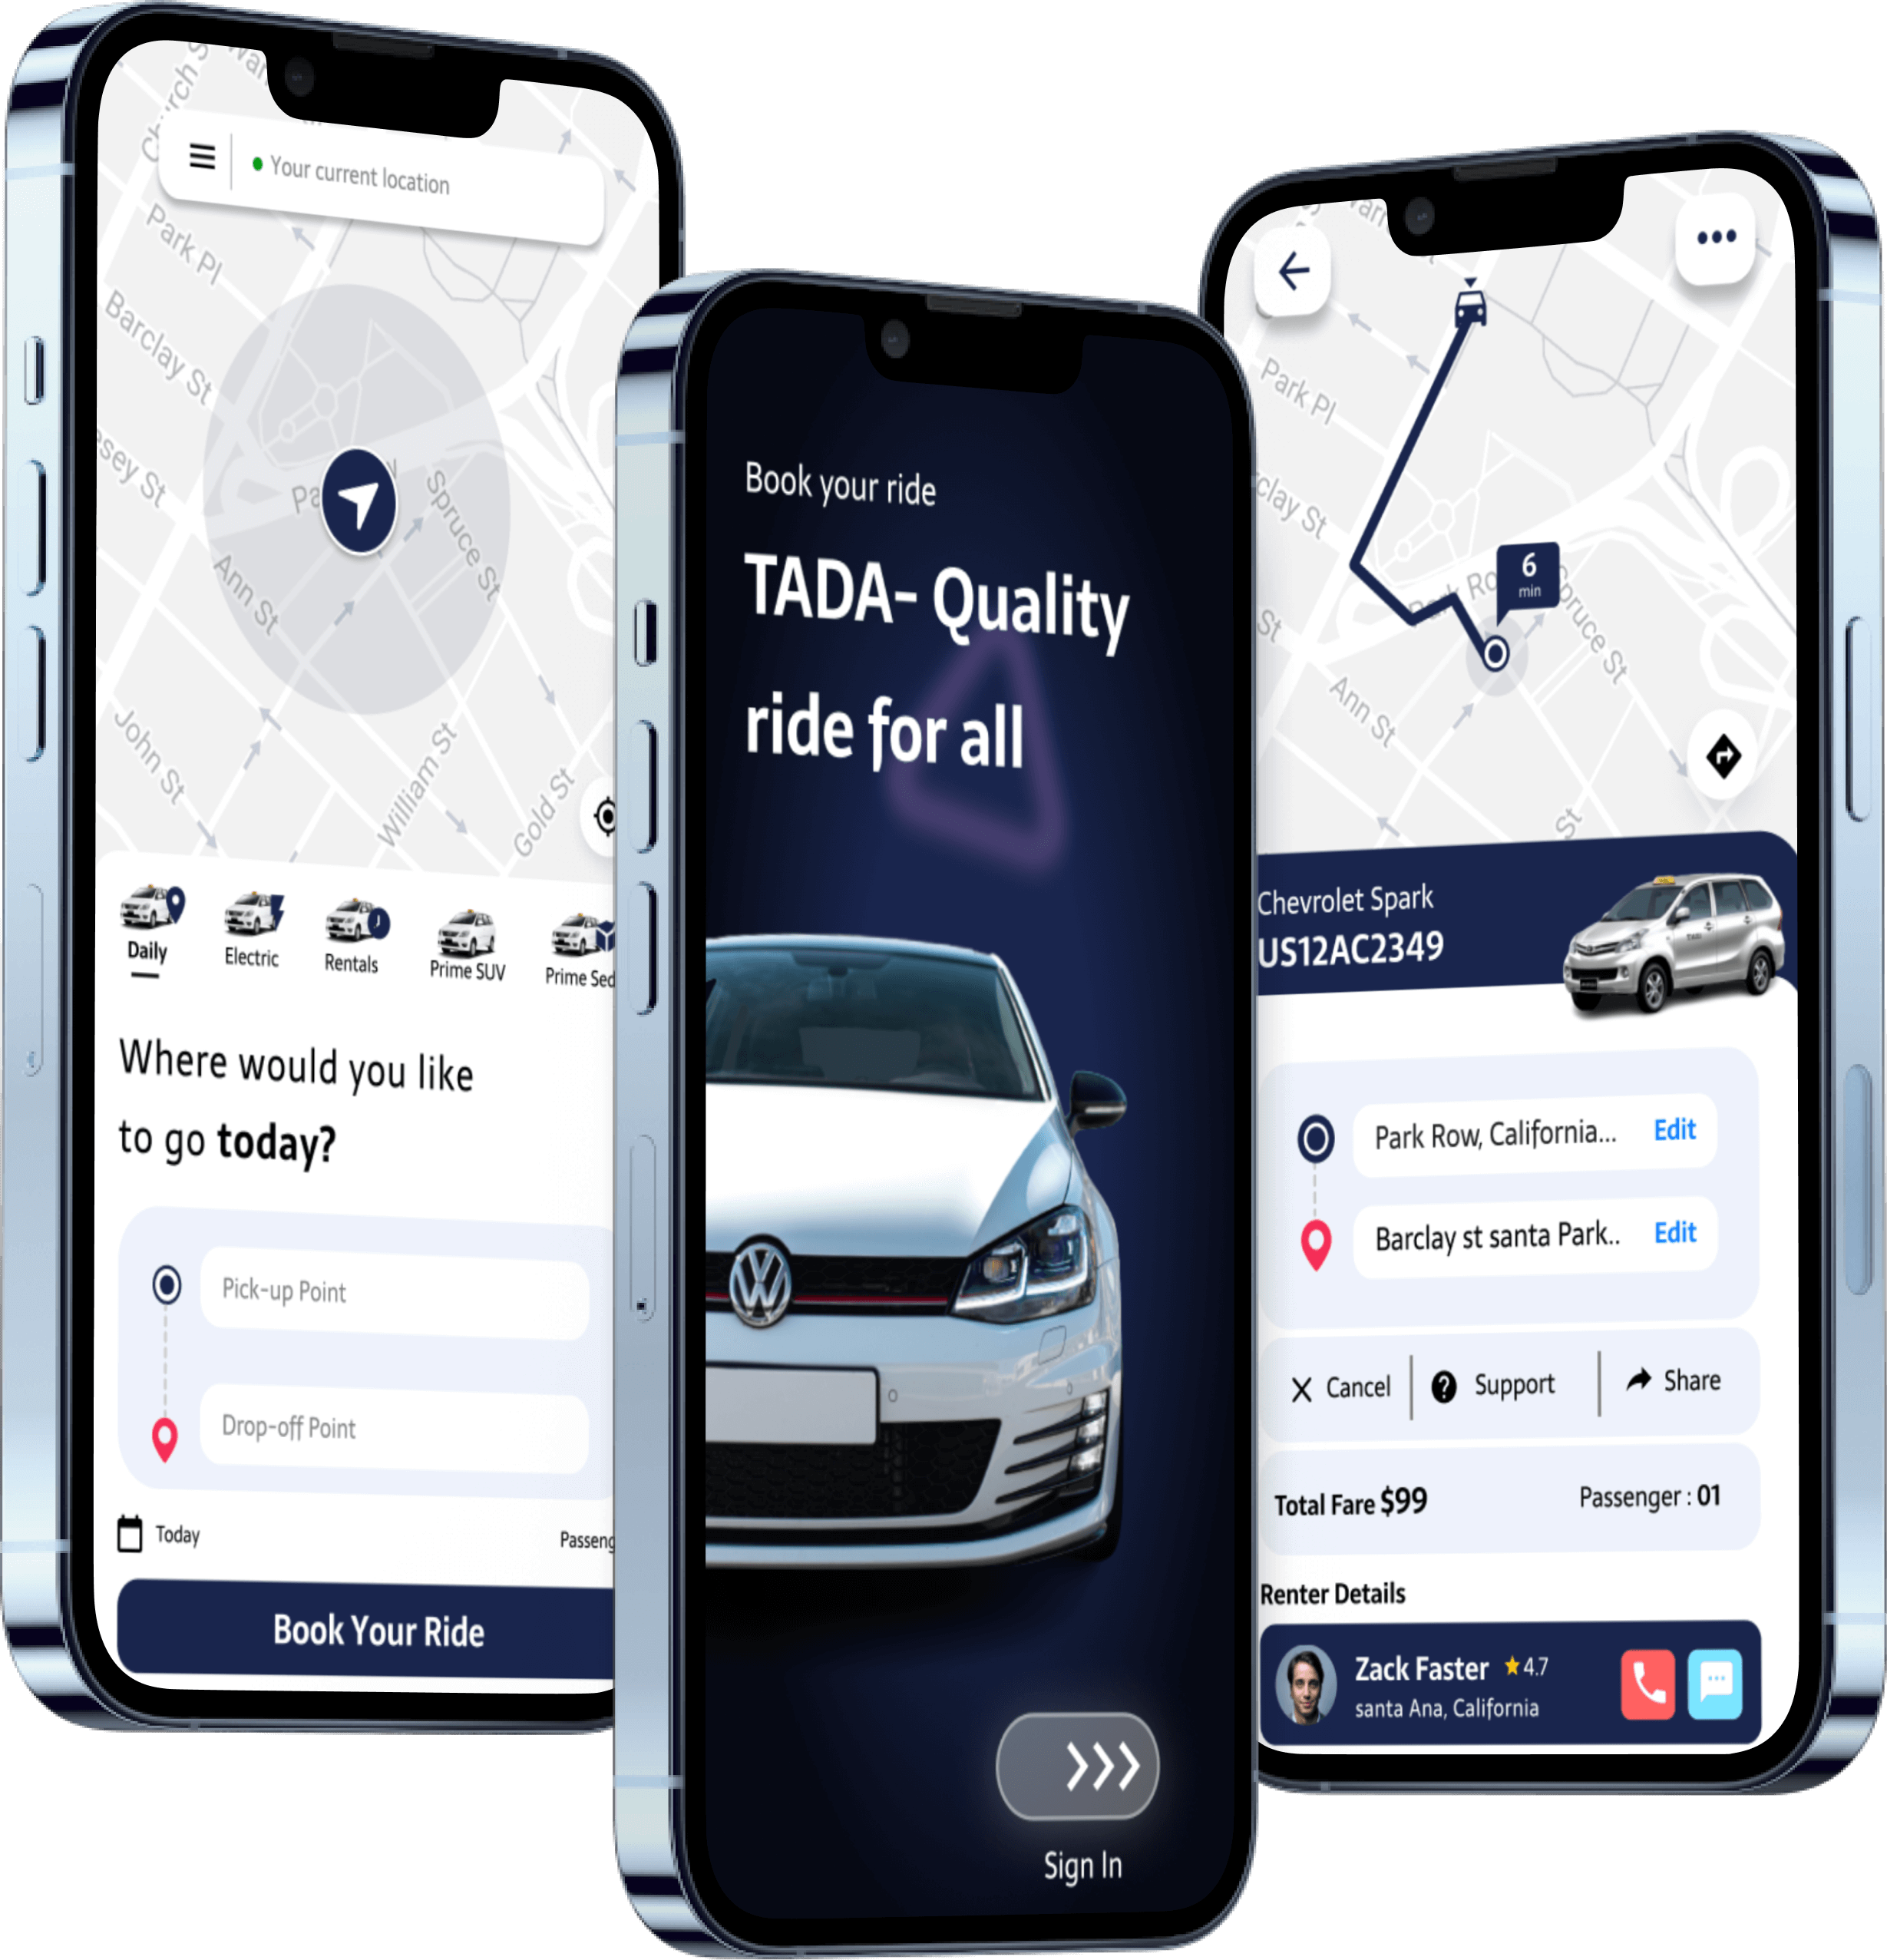 Church S
War
Your current location
Park Pl
Barclay St
esey St
Pa
y
Spruce St
Ann St
John St
William St
Gold St
Daily
Electric
Rentals
Prime SUV
Prime Sed
Where would you like
to go today?
Pick-up Point
Drop-off Point
Today
Passeng
Book Your Ride
Book your ride
TADA- Quality
ride for all
Sign In
Warr
Park Pl
clay St
St
Park Ro
Spruce St
6
min
Ann St
St
Chevrolet Spark
US12AC2349
Park Row, California...
Edit
Barclay st santa Park..
Edit
Cancel
Support
Share
Total Fare $99
Passenger : 01
Renter Details
Zack Faster
4.7
santa Ana, California